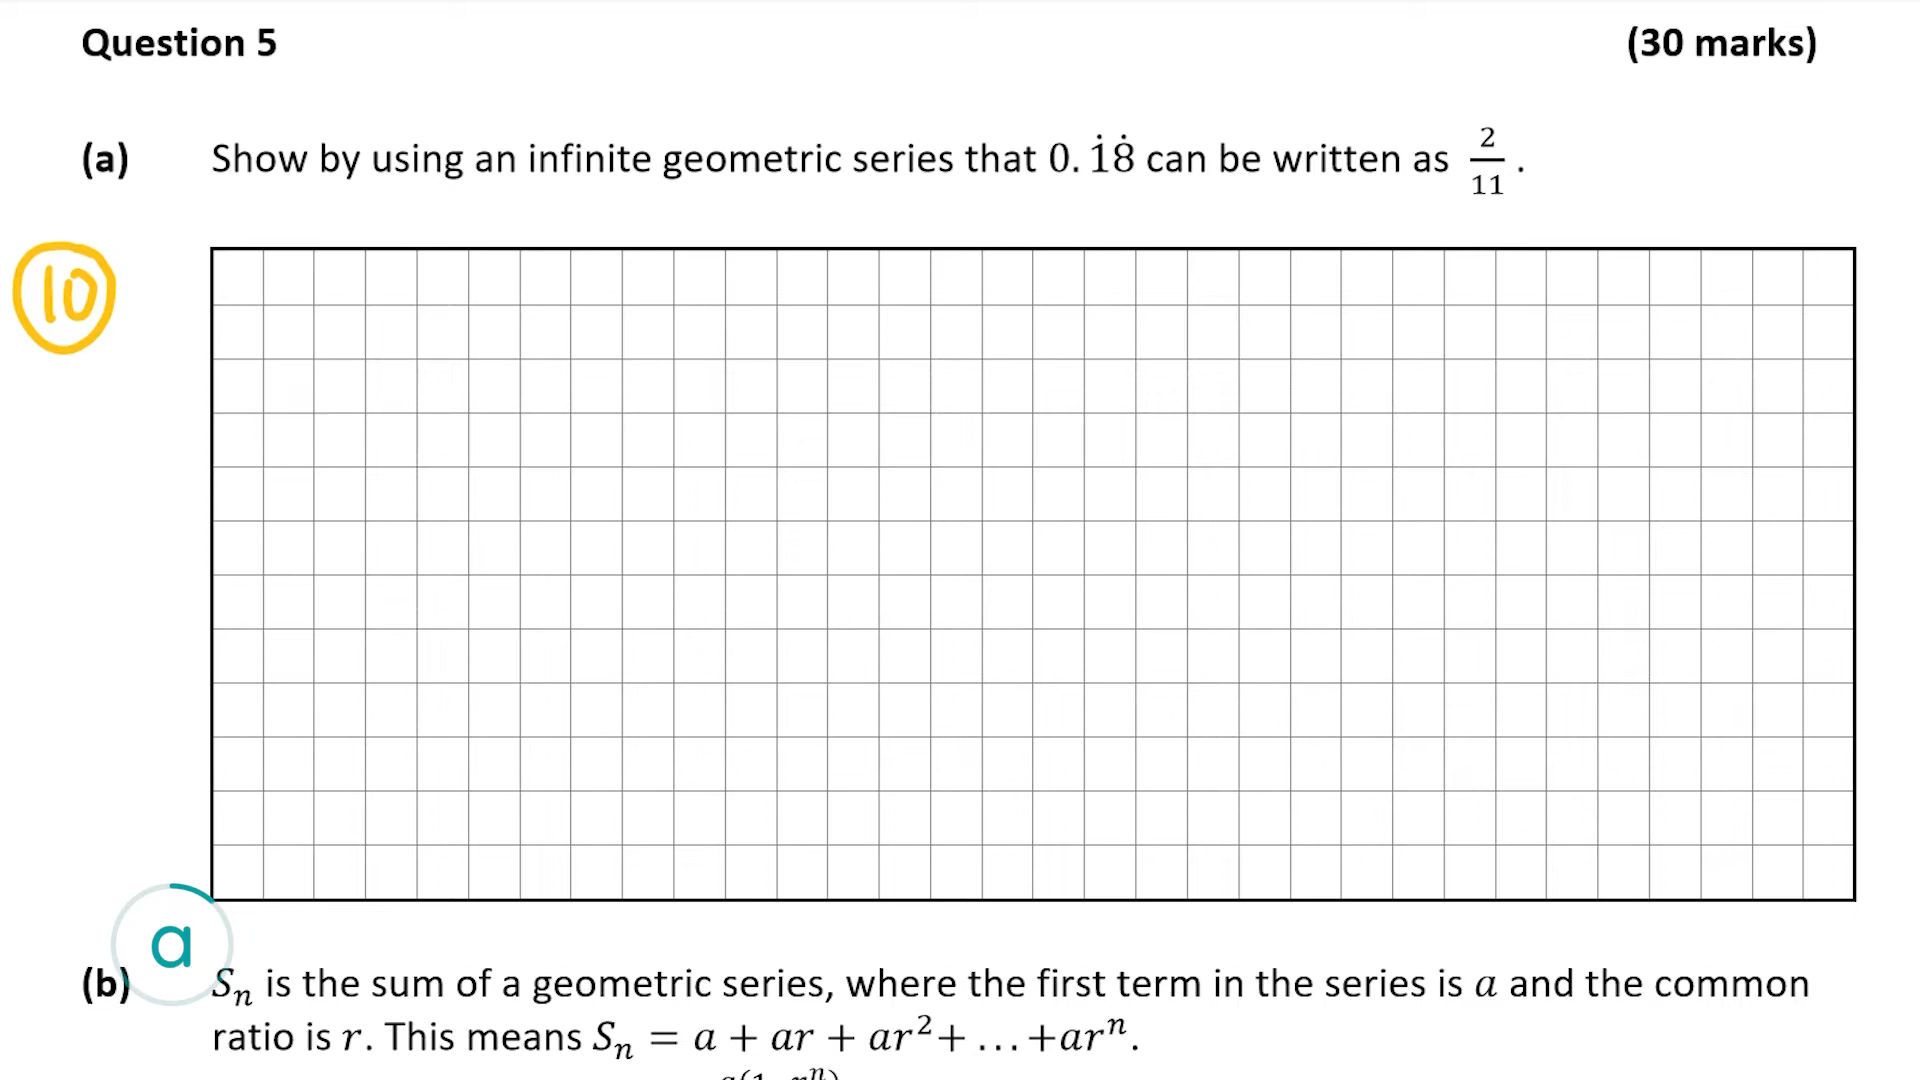 Question 5 (30 marks)
(a) Show by using an infinite geometric series that 0. 1̇8̇ can be written as 2/11 .
10
a
(b) Sₙ is the sum of a geometric series, where the first term in the series is a and the common
ratio is r. This means Sₙ = a + ar + ar² + … +arⁿ.